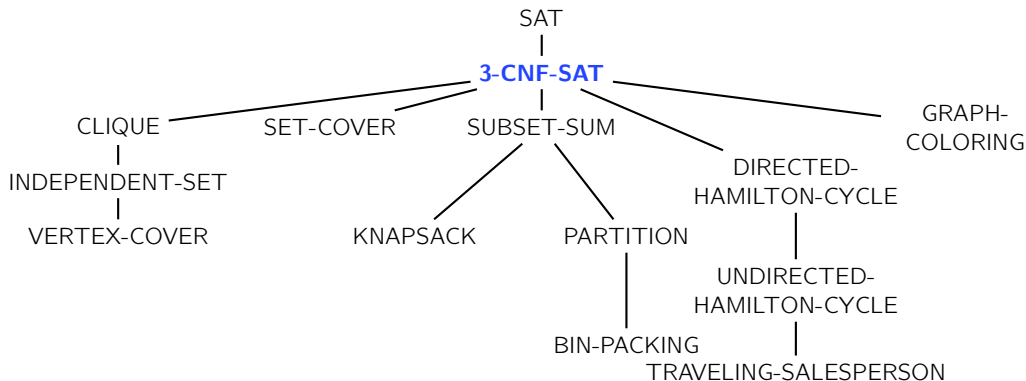 SAT
3-CNF-SAT
CLIQUE
SET-COVER
SUBSET-SUM
GRAPH-
COLORING
DIRECTED-
HAMILTON-CYCLE
INDEPENDENT-SET
VERTEX-COVER
KNAPSACK
PARTITION
UNDIRECTED-
HAMILTON-CYCLE
BIN-PACKING
TRAVELING-SALESPERSON